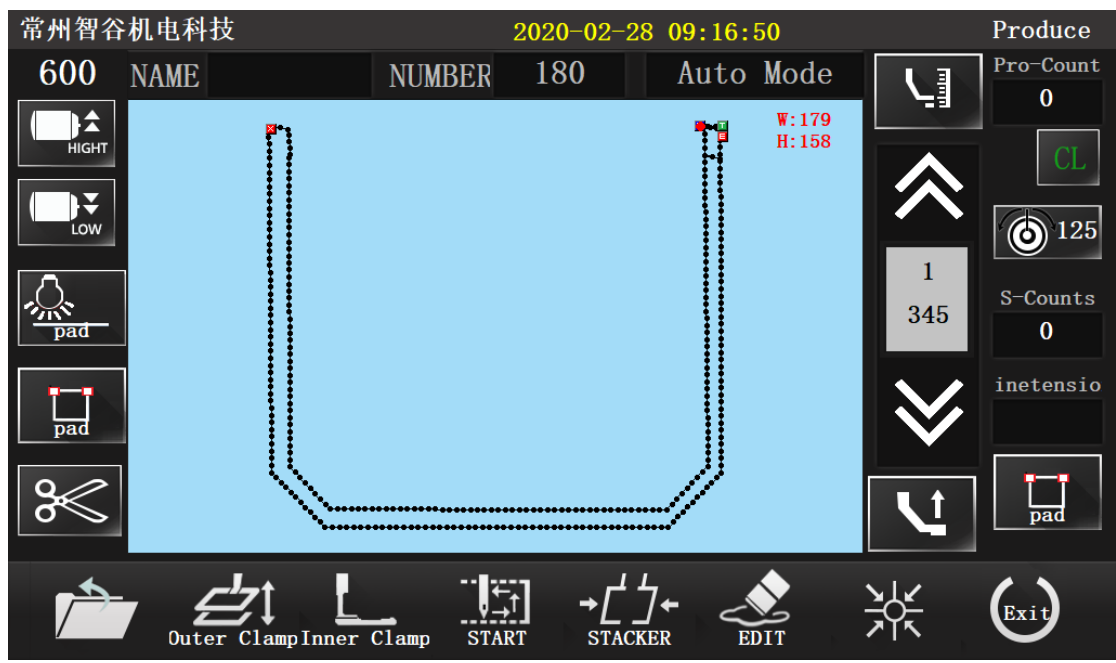 常州智谷机电科技 2020-02-28 09:16:50 Produce
600 NAME NUMBER 180 Auto Mode Pro-Count
0
HIGHT
W:179
H:158
CL
LOW
125
1
345
S-Counts
0
pad
inetensio
pad
pad
Outer Clamp Inner Clamp START STACKER EDIT Exit
T
E